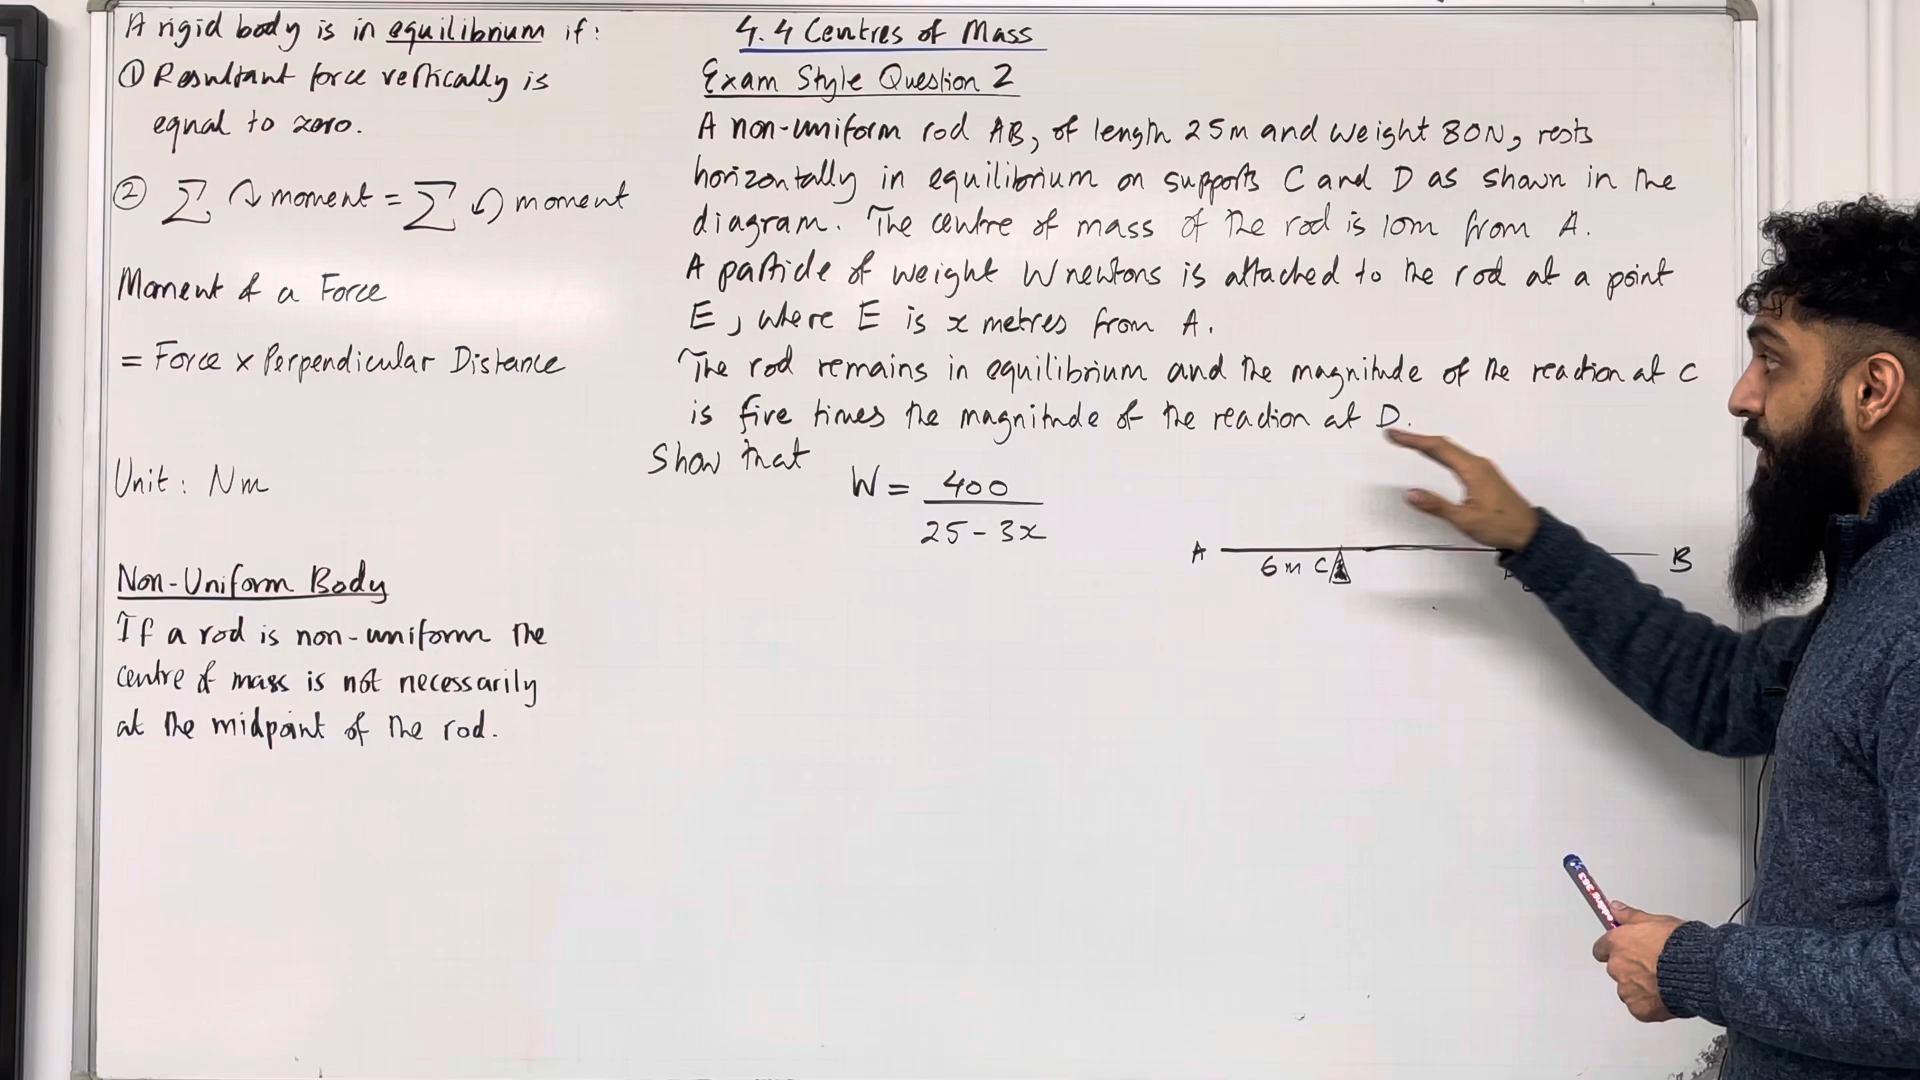 A rigid body is in equilibrium if:
① Resultant force vertically is
equal to zero.
② ∑ ↻ moment = ∑ ↺ moment
Moment of a Force
= Force x Perpendicular Distance
Unit: Nm
Non-Uniform Body
If a rod is non-uniform the
centre of mass is not necessarily
at the midpoint of the rod.
4.4 Centres of Mass
Exam Style Question 2
A non-uniform rod AB, of length 25m and weight 80N, rests
horizontally in equilibrium on supports C and D as shown in the
diagram. The centre of mass of the rod is 10m from A.
A particle of weight W newtons is attached to the rod at a point
E, where E is x metres from A.
The rod remains in equilibrium and the magnitude of the reaction at C
is five times the magnitude of the reaction at D.
Show that
W = 400
25 - 3x
A B
6m C